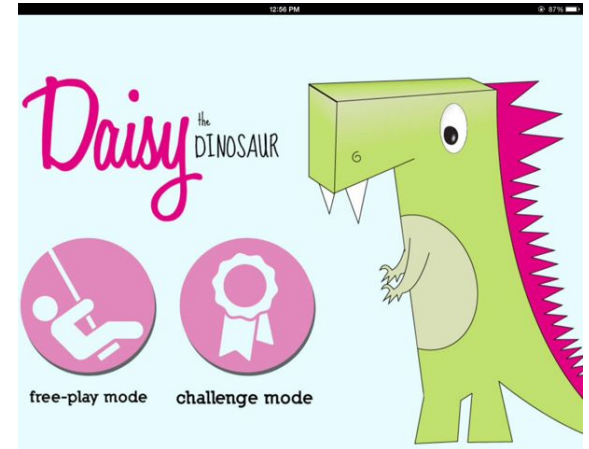 12:56 PM
87%
Daisy
the
DINOSAUR
free-play mode
challenge mode